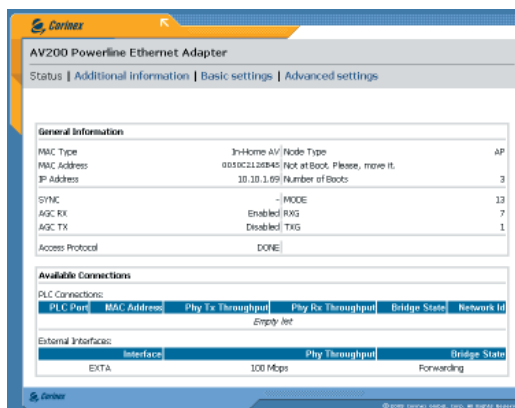 Corinex
AV200 Powerline Ethernet Adapter
Status | Additional information | Basic settings | Advanced settings
General Information
MAC Type In-Home AV Node Type AP
MAC Address 0050C2126B45 Not at Boot. Please, move it.
IP Address 10.10.1.69 Number of Boots 3
SYNC - MODE 13
AGC RX Enabled RXG 7
AGC TX Disabled TXG 1
Access Protocol DONE
Available Connections
PLC Connections:
PLC Port MAC Address Phy Tx Throughput Phy Rx Throughput Bridge State Network Id
Empty list
External Interfaces:
Interface Phy Throughput Bridge State
EXTA 100 Mbps Forwarding
Corinex